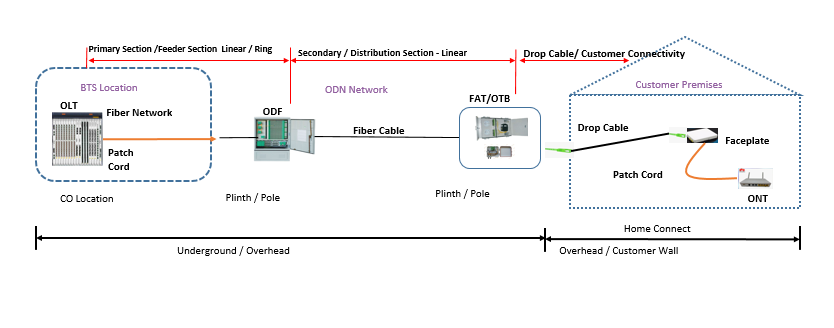 Primary Section /Feeder Section Linear / Ring
Secondary / Distribution Section - Linear
Drop Cable/ Customer Connectivity
BTS Location
ODN Network
Customer Premises
OLT
Fiber Network
ODF
FAT/OTB
Fiber Cable
Drop Cable
Faceplate
Patch
Cord
Patch Cord
ONT
CO Location
Plinth / Pole
Plinth / Pole
Home Connect
Underground / Overhead
Overhead / Customer Wall